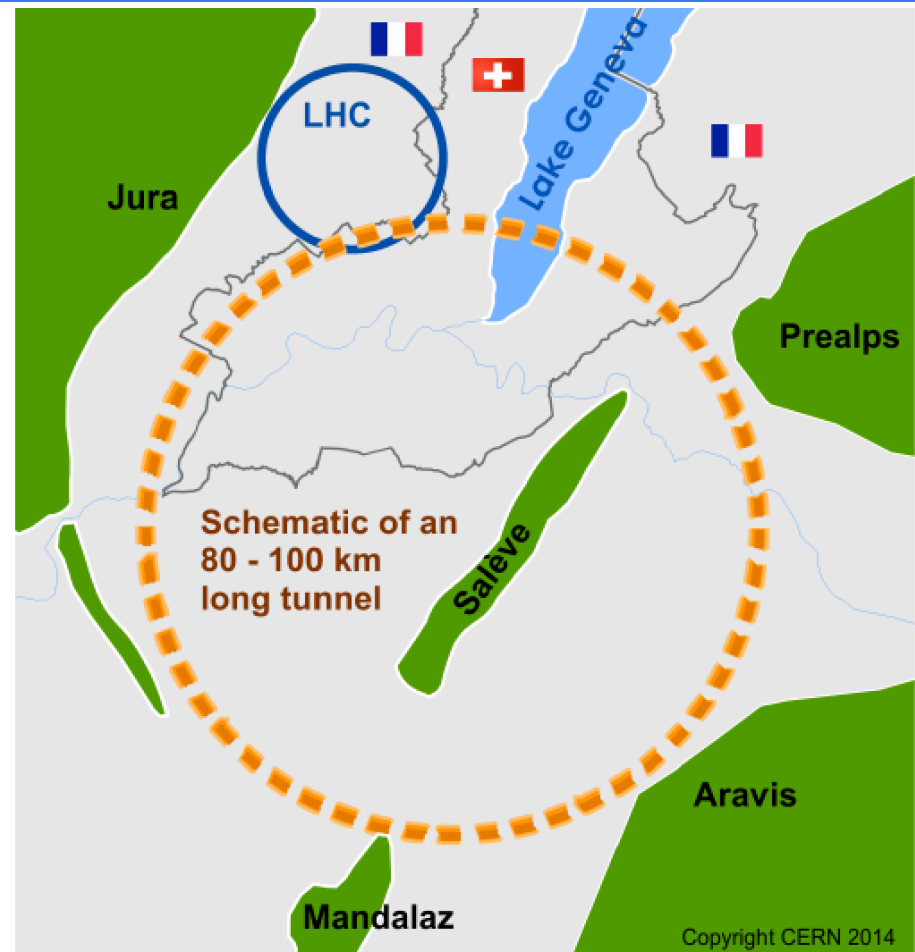 LHC
Lake Geneva
Jura
Prealps
Schematic of an
80 - 100 km
long tunnel
Salève
Aravis
Mandalaz
Copyright CERN 2014